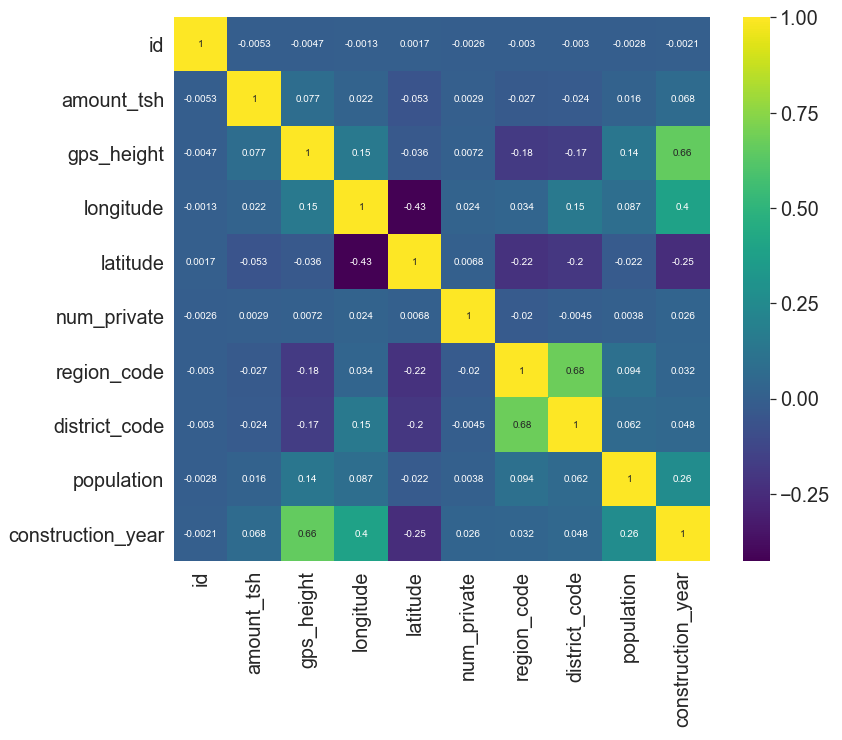 id 1 -0.0053 -0.0047 -0.0013 0.0017 -0.0026 -0.003 -0.003 -0.0028 -0.0021
amount_tsh -0.0053 1 0.077 0.022 -0.053 0.0029 -0.027 -0.024 0.016 0.068
gps_height -0.0047 0.077 1 0.15 -0.036 0.0072 -0.18 -0.17 0.14 0.66
longitude -0.0013 0.022 0.15 1 -0.43 0.024 0.034 0.15 0.087 0.4
latitude 0.0017 -0.053 -0.036 -0.43 1 0.0068 -0.22 -0.2 -0.022 -0.25
num_private -0.0026 0.0029 0.0072 0.024 0.0068 1 -0.02 -0.0045 0.0038 0.026
region_code -0.003 -0.027 -0.18 0.034 -0.22 -0.02 1 0.68 0.094 0.032
district_code -0.003 -0.024 -0.17 0.15 -0.2 -0.0045 0.68 1 0.062 0.048
population -0.0028 0.016 0.14 0.087 -0.022 0.0038 0.094 0.062 1 0.26
construction_year -0.0021 0.068 0.66 0.4 -0.25 0.026 0.032 0.048 0.26 1
id
amount_tsh
gps_height
longitude
latitude
num_private
region_code
district_code
population
construction_year
1.00
0.75
0.50
0.25
0.00
−0.25